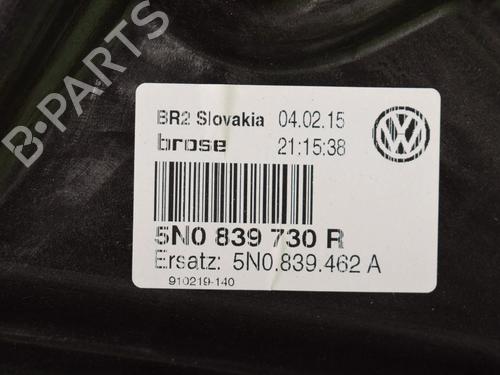 B-PARTS
BR2 Slovakia 04.02.15
brose 21:15:38
5N0 839 730 R
Ersatz: 5N0.839.462 A
910219-140